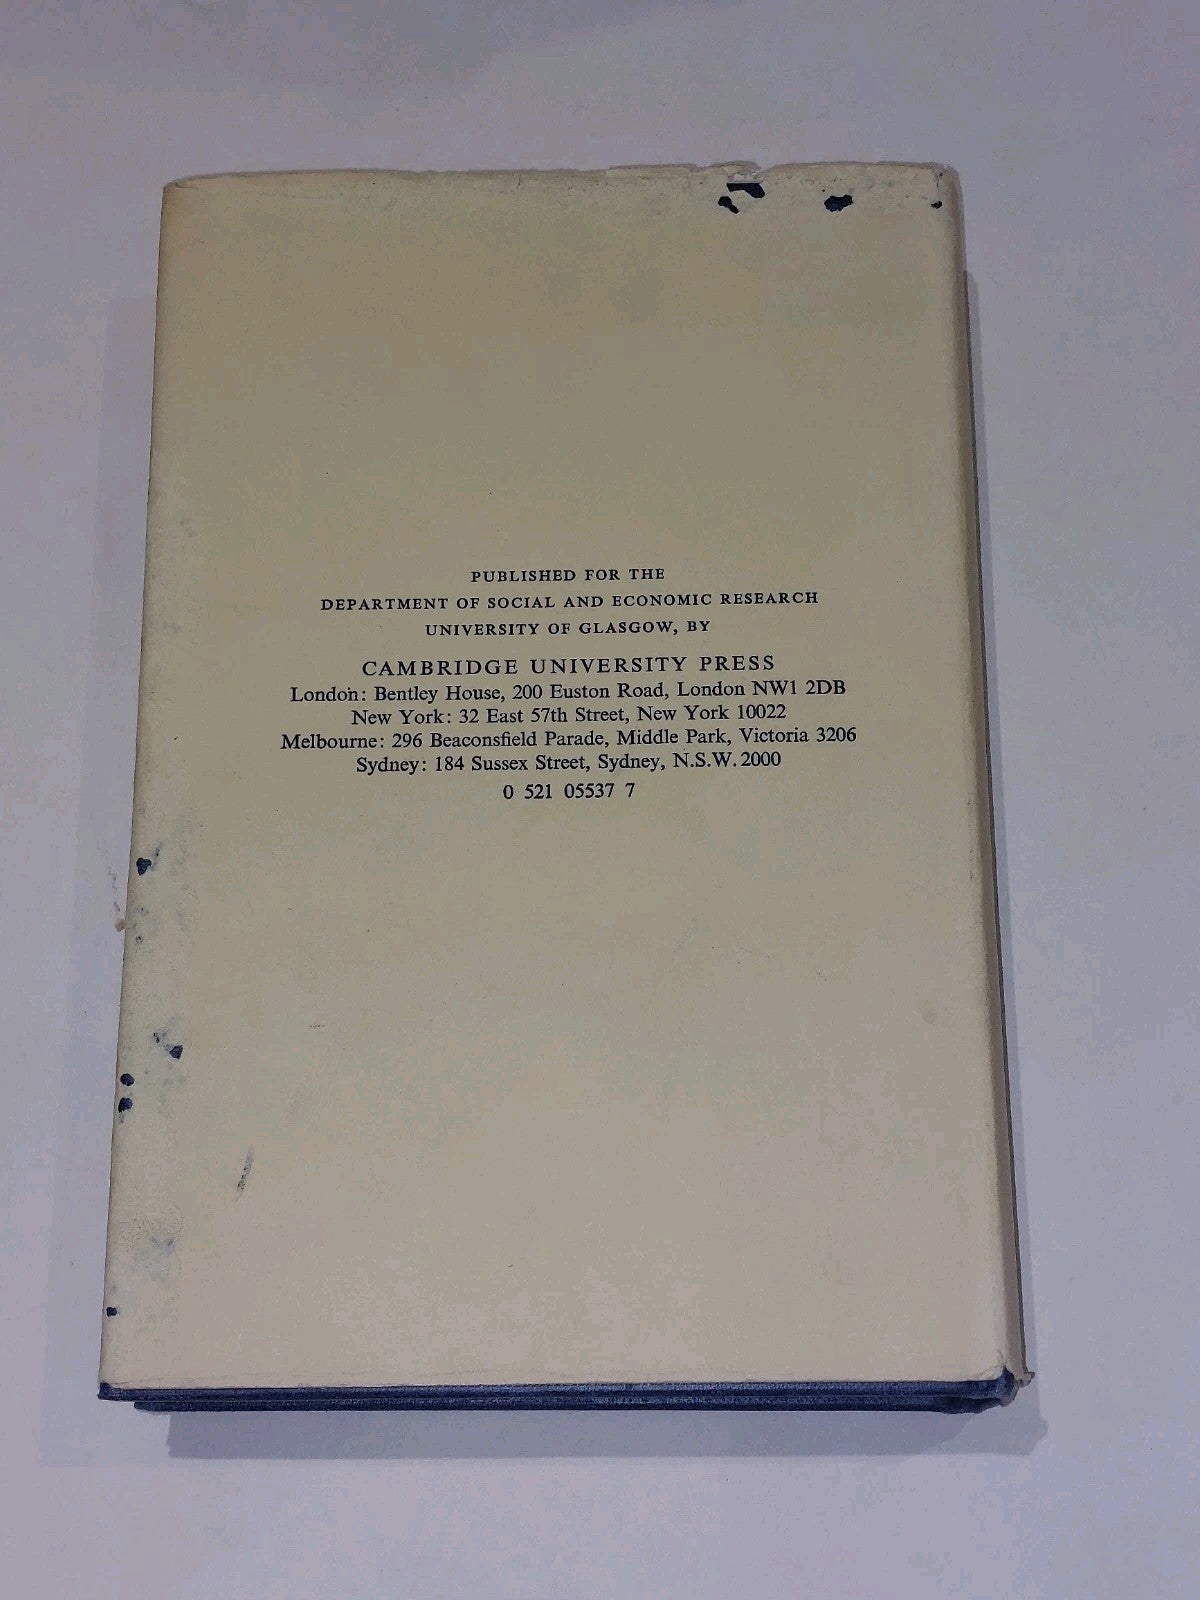 PUBLISHED FOR THE
DEPARTMENT OF SOCIAL AND ECONOMIC RESEARCH
UNIVERSITY OF GLASGOW, BY
CAMBRIDGE UNIVERSITY PRESS
London: Bentley House, 200 Euston Road, London NW1 2DB
New York: 32 East 57th Street, New York 10022
Melbourne: 296 Beaconsfield Parade, Middle Park, Victoria 3206
Sydney: 184 Sussex Street, Sydney, N.S.W. 2000
0 521 05537 7